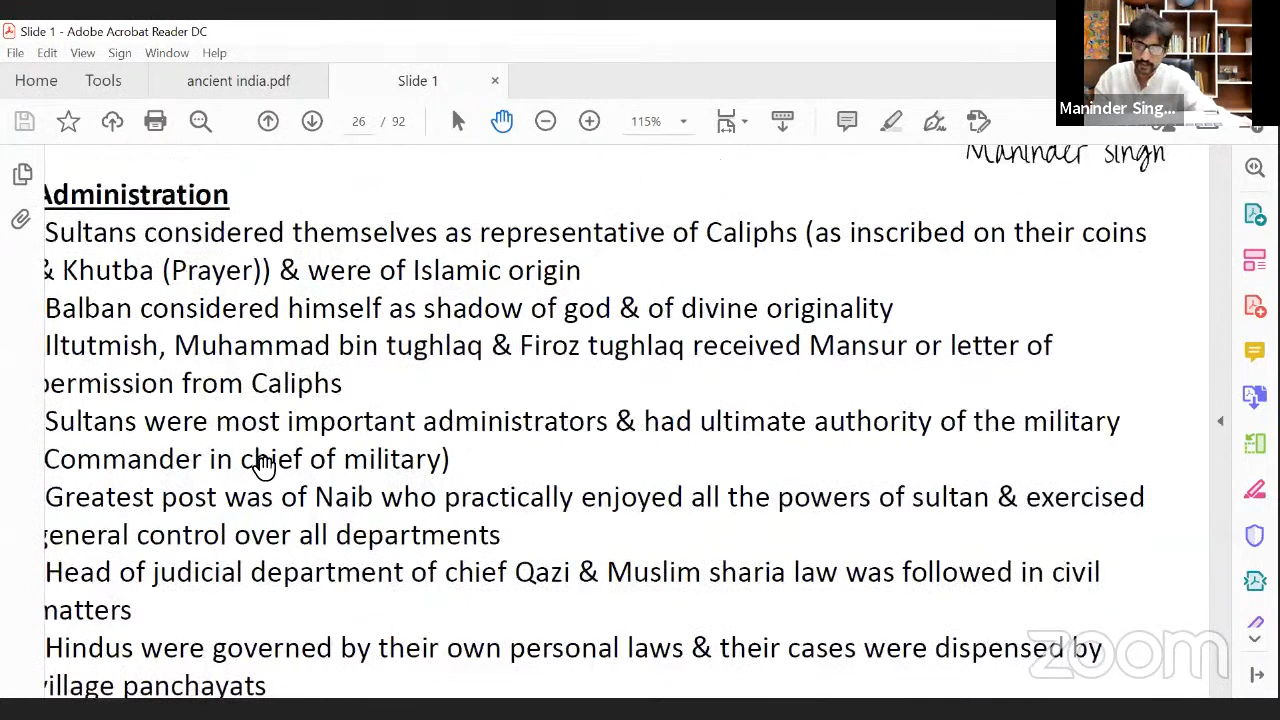 Slide 1 - Adobe Acrobat Reader DC
File Edit View Sign Window Help
Home Tools ancient india.pdf Slide 1
26 / 92 115%
Maninder Sing...
Maninder Singh
Administration
Sultans considered themselves as representative of Caliphs (as inscribed on their coins
& Khutba (Prayer)) & were of Islamic origin
Balban considered himself as shadow of god & of divine originality
Iltutmish, Muhammad bin tughlaq & Firoz tughlaq received Mansur or letter of
permission from Caliphs
Sultans were most important administrators & had ultimate authority of the military
Commander in chief of military)
Greatest post was of Naib who practically enjoyed all the powers of sultan & exercised
general control over all departments
Head of judicial department of chief Qazi & Muslim sharia law was followed in civil
matters
Hindus were governed by their own personal laws & their cases were dispensed by
village panchayats
zoom